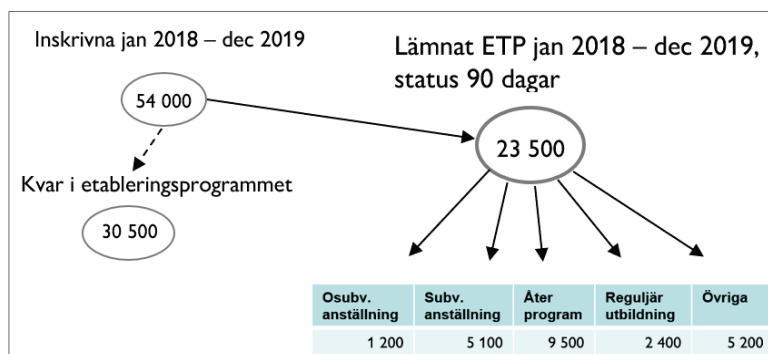 Inskrivna jan 2018 – dec 2019
54 000
Kvar i etableringsprogrammet
30 500
Lämnat ETP jan 2018 – dec 2019,
status 90 dagar
23 500
Osubv. anställning Subv. anställning Åter program Reguljär utbildning Övriga
1 200 5 100 9 500 2 400 5 200